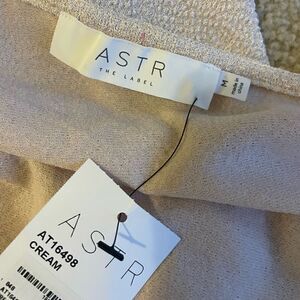 ASTR
THE LABEL
M
made in
china
ASTR
AT16498
CREAM